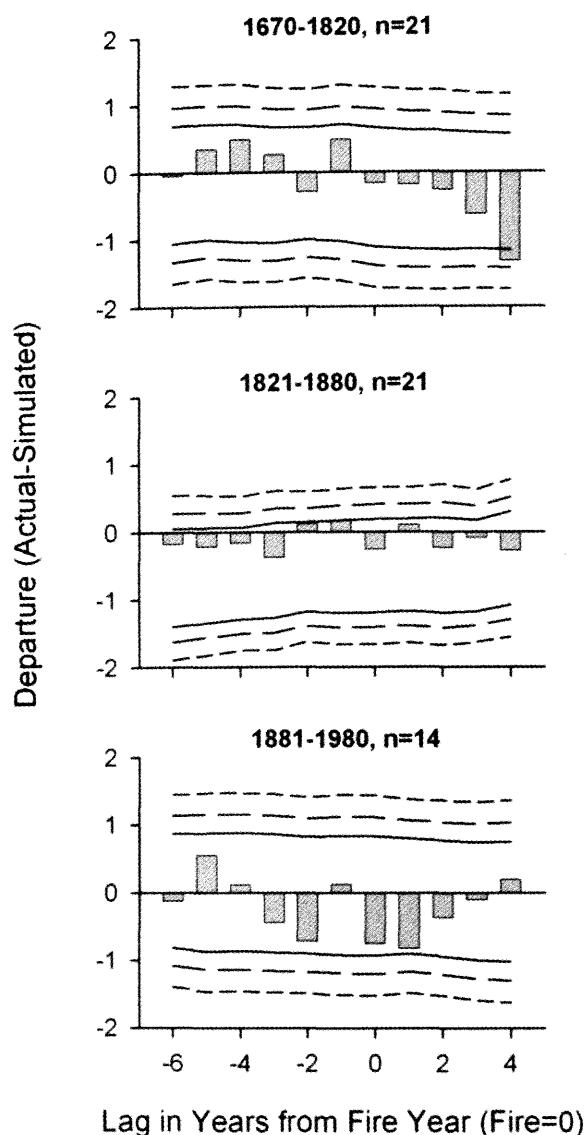 1670-1820, n=21
2
1
0
-1
-2
1821-1880, n=21
2
1
0
-1
-2
Departure (Actual-Simulated)
1881-1980, n=14
2
1
0
-1
-2
-6 -4 -2 0 2 4
Lag in Years from Fire Year (Fire=0)